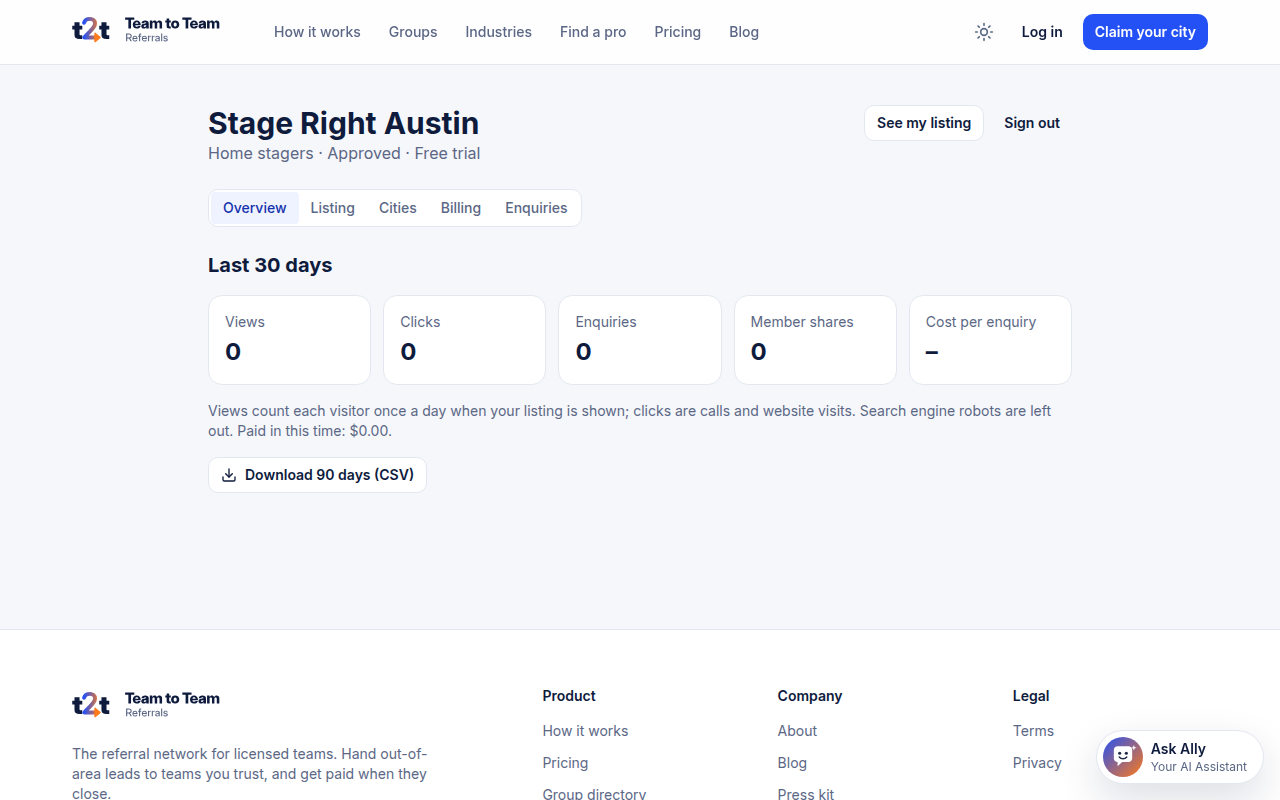 t2t Team to Team
Referrals
How it works Groups Industries Find a pro Pricing Blog
Log in
Claim your city
Stage Right Austin
Home stagers · Approved · Free trial
See my listing
Sign out
Overview Listing Cities Billing Enquiries
Last 30 days
Views
0
Clicks
0
Enquiries
0
Member shares
0
Cost per enquiry
–
Views count each visitor once a day when your listing is shown; clicks are calls and website visits. Search engine robots are left
out. Paid in this time: $0.00.
Download 90 days (CSV)
t2t Team to Team
Referrals
The referral network for licensed teams. Hand out-of-
area leads to teams you trust, and get paid when they
close.
Product
How it works
Pricing
Group directory
Company
About
Blog
Press kit
Legal
Terms
Privacy
Ask Ally
Your AI Assistant